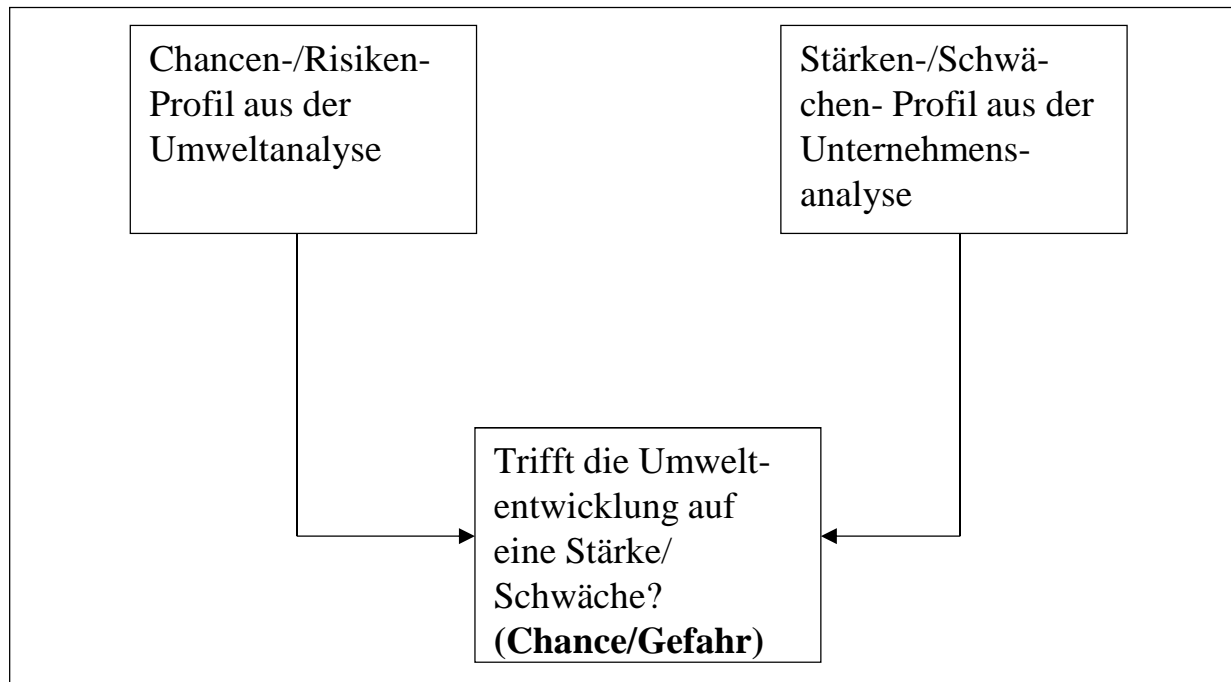 Chancen-/Risiken-
Profil aus der
Umweltanalyse
Stärken-/Schwä-
chen- Profil aus der
Unternehmens-
analyse
Trifft die Umwelt-
entwicklung auf
eine Stärke/
Schwäche?
(Chance/Gefahr)